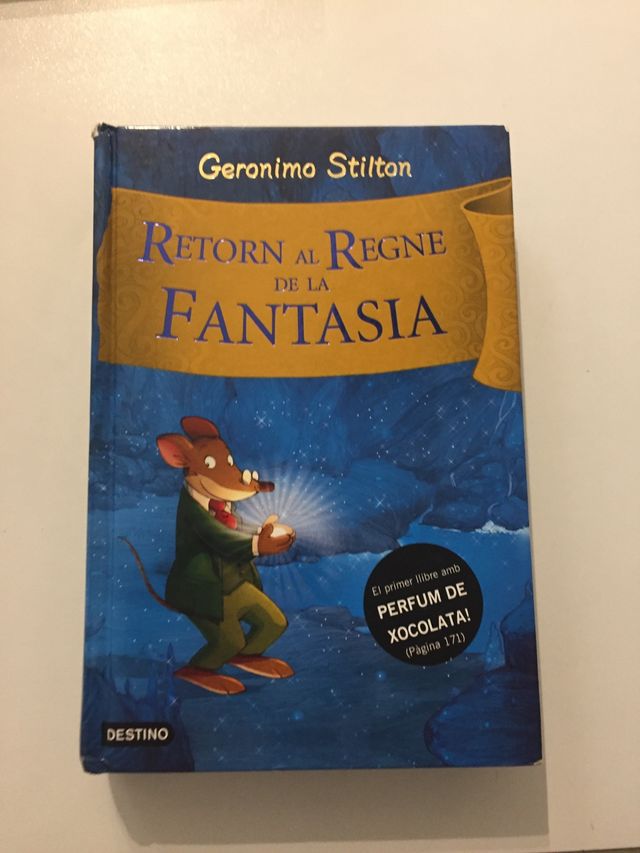 Geronimo Stilton
RETORN AL REGNE
DE LA
FANTASIA
El primer llibre amb
PERFUM DE
XOCOLATA!
(Pàgina 171)
DESTINO